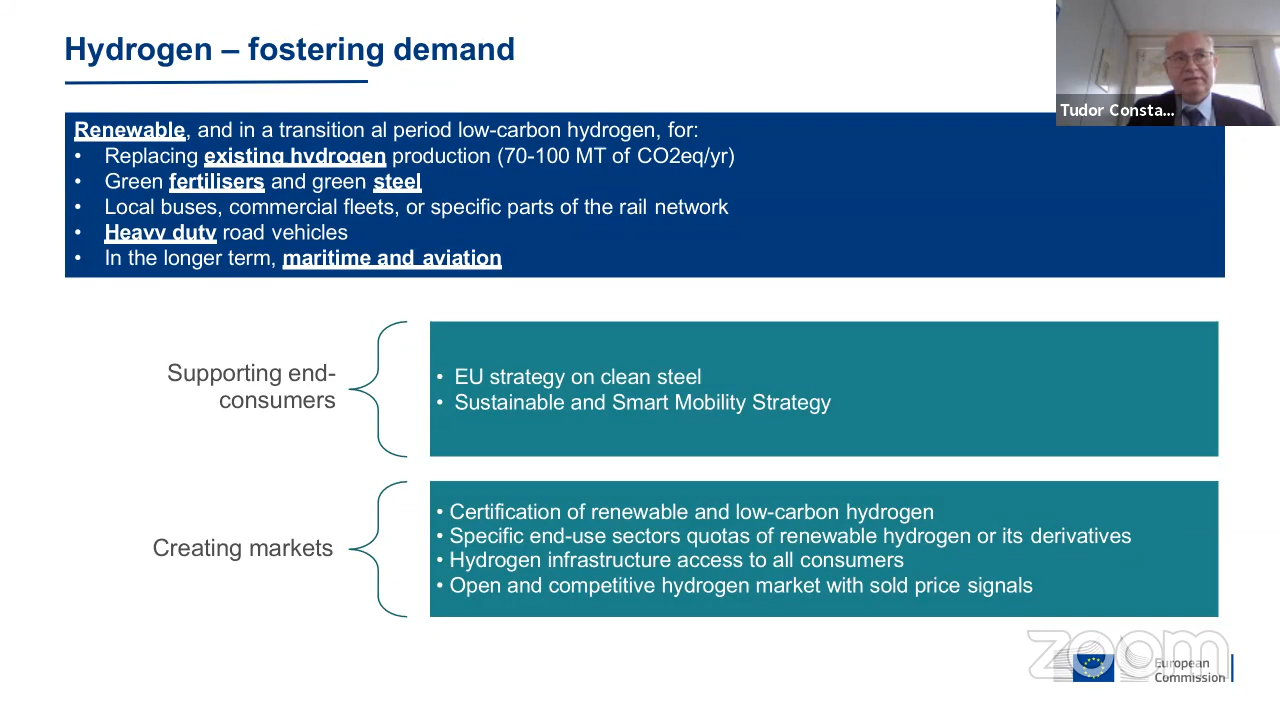 Hydrogen – fostering demand
Tudor Consta...
Renewable, and in a transition al period low-carbon hydrogen, for:
• Replacing existing hydrogen production (70-100 MT of CO2eq/yr)
• Green fertilisers and green steel
• Local buses, commercial fleets, or specific parts of the rail network
• Heavy duty road vehicles
• In the longer term, maritime and aviation
Supporting end-
consumers
• EU strategy on clean steel
• Sustainable and Smart Mobility Strategy
Creating markets
• Certification of renewable and low-carbon hydrogen
• Specific end-use sectors quotas of renewable hydrogen or its derivatives
• Hydrogen infrastructure access to all consumers
• Open and competitive hydrogen market with sold price signals
zoom
European
Commission